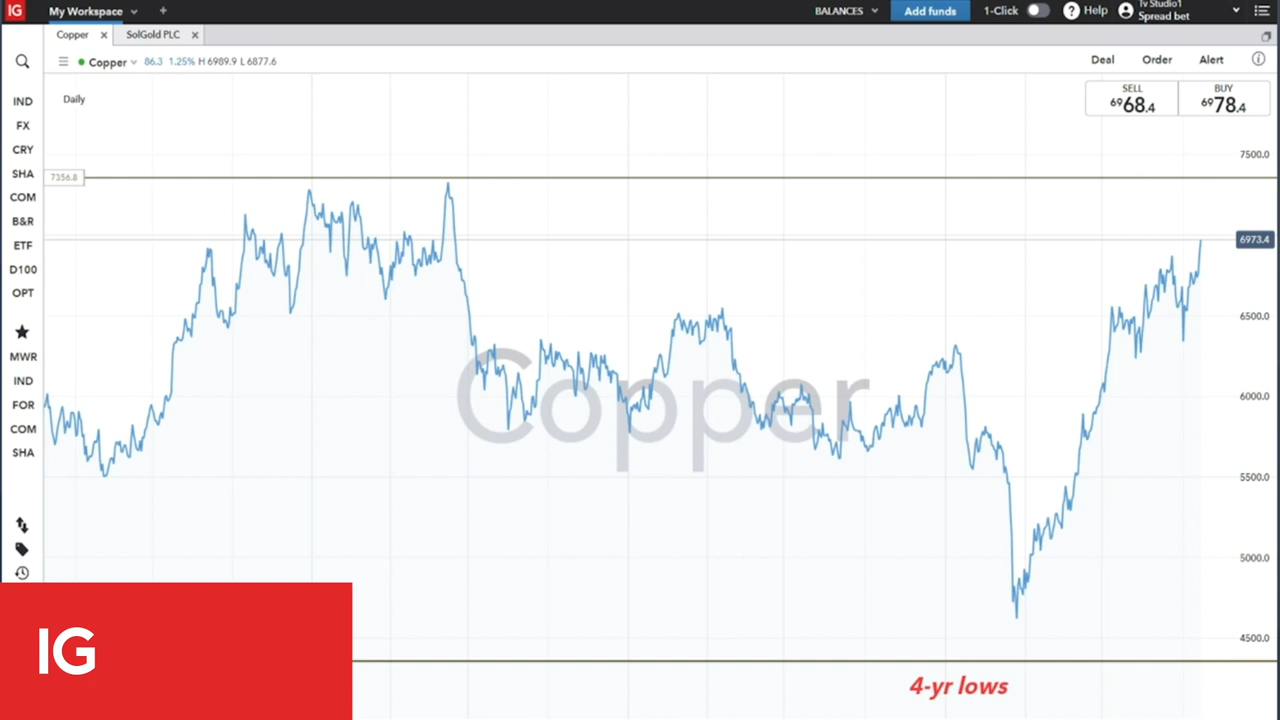 IG
My Workspace
+
BALANCES
Add funds
1-Click
Help
Tv Studio1
Spread bet
Copper
SolGold PLC
Copper
86.3 1.25% H 6989.9 L 6877.6
Deal
Order
Alert
Daily
SELL
6968.4
BUY
6978.4
IND
FX
CRY
SHA
COM
B&R
ETF
D100
OPT
MWR
IND
FOR
COM
SHA
7356.8
7500.0
6973.4
6500.0
6000.0
5500.0
5000.0
4500.0
Copper
4-yr lows
IG